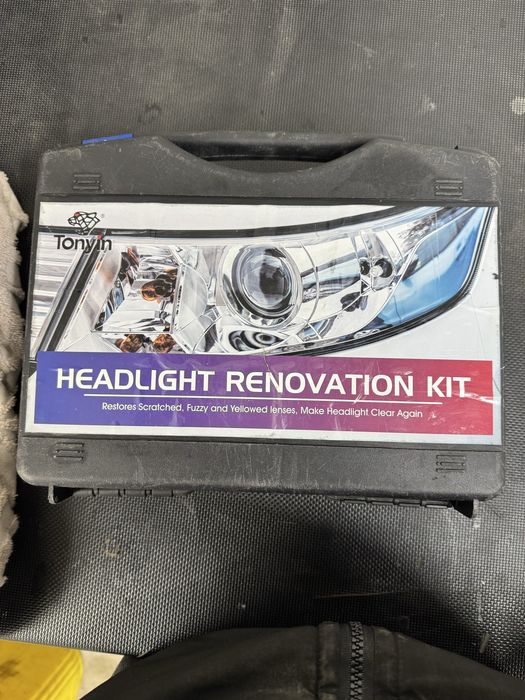 Tonyin®
HEADLIGHT RENOVATION KIT
Restores Scratched, Fuzzy and Yellowed lenses, Make Headlight Clear Again